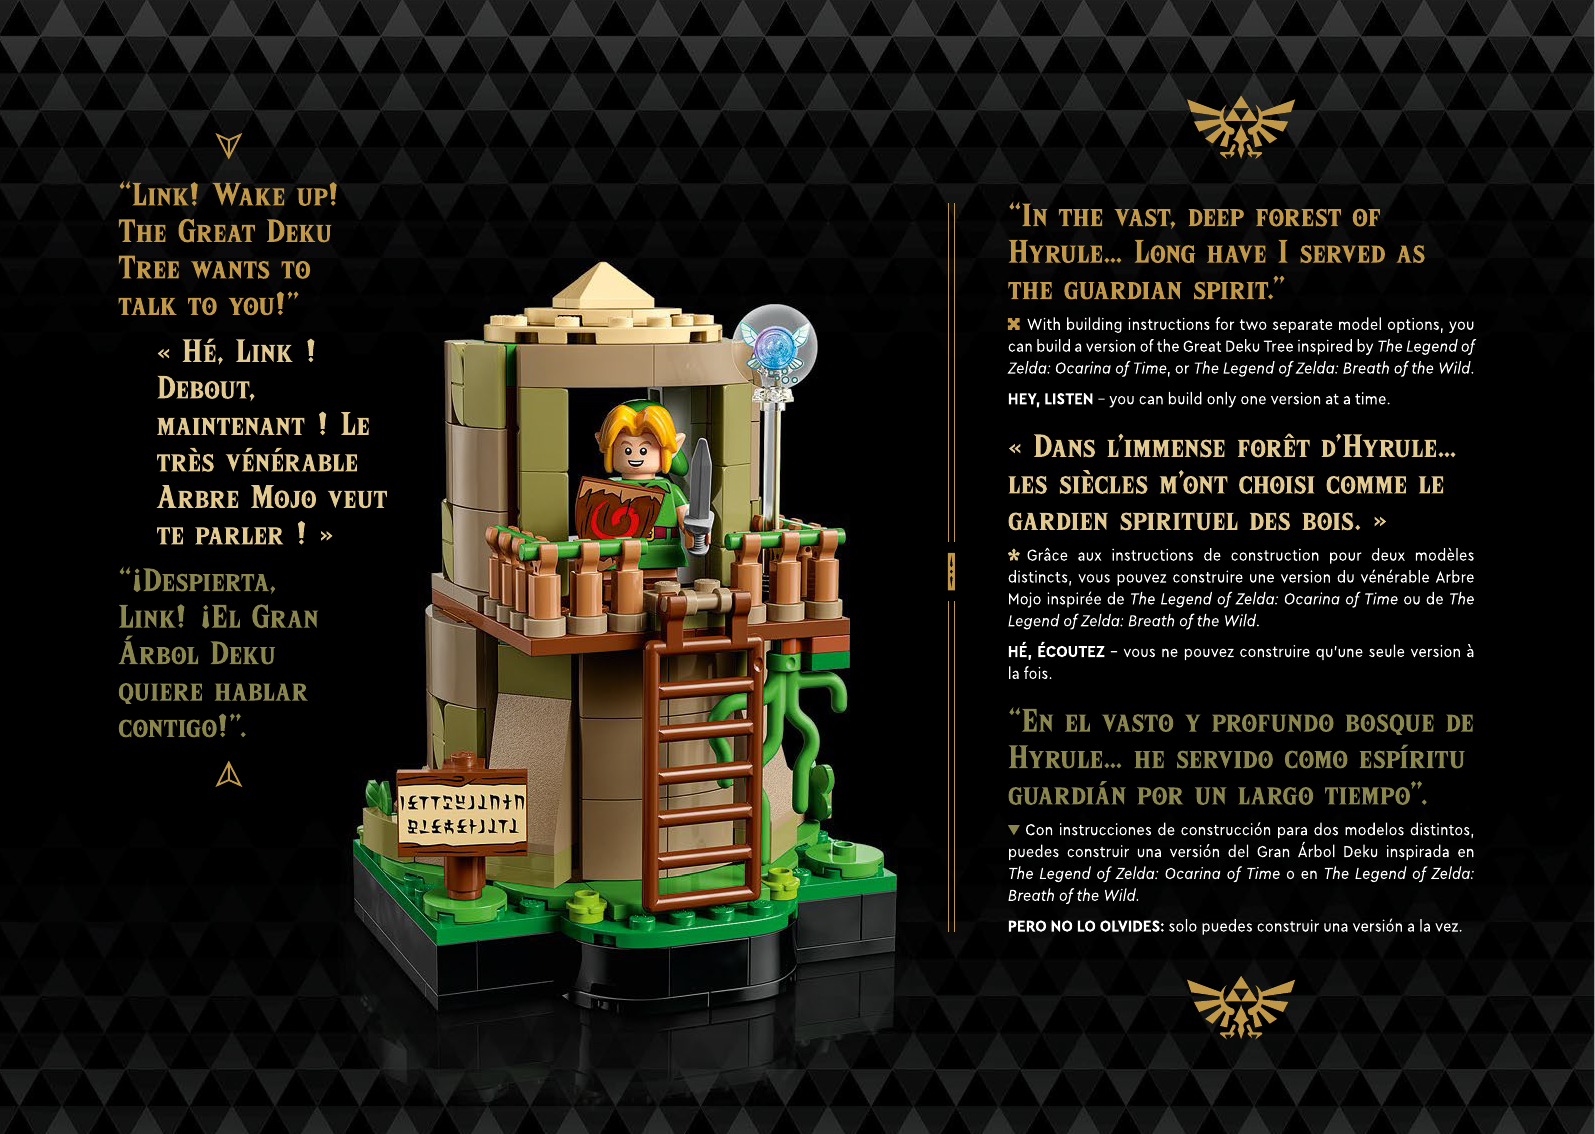 “Link! Wake up!
The Great Deku
Tree wants to
talk to you!”
« Hé, Link !
Debout,
maintenant ! Le
très vénérable
Arbre Mojo veut
te parler ! »
“¡Despierta,
Link! ¡El Gran
Árbol Deku
quiere hablar
contigo!”.
“In the vast, deep forest of
Hyrule... Long have I served as
the guardian spirit.”
With building instructions for two separate model options, you
can build a version of the Great Deku Tree inspired by The Legend of
Zelda: Ocarina of Time, or The Legend of Zelda: Breath of the Wild.
HEY, LISTEN – you can build only one version at a time.
« Dans l’immense forêt d’Hyrule...
les siècles m’ont choisi comme le
gardien spirituel des bois. »
Grâce aux instructions de construction pour deux modèles
distincts, vous pouvez construire une version du vénérable Arbre
Mojo inspirée de The Legend of Zelda: Ocarina of Time ou de The
Legend of Zelda: Breath of the Wild.
HÉ, ÉCOUTEZ – vous ne pouvez construire qu’une seule version à
la fois.
“En el vasto y profundo bosque de
Hyrule... he servido como espíritu
guardián por un largo tiempo”.
Con instrucciones de construcción para dos modelos distintos,
puedes construir una versión del Gran Árbol Deku inspirada en
The Legend of Zelda: Ocarina of Time o en The Legend of Zelda:
Breath of the Wild.
PERO NO LO OLVIDES: solo puedes construir una versión a la vez.